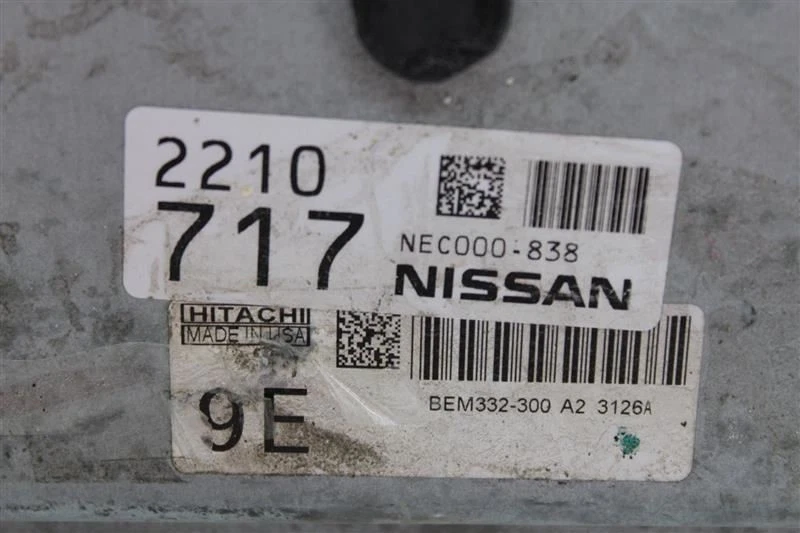 2210
717
NEC000-838
NISSAN
HITACHI
MADE IN USA
9E
BEM332-300 A2 3126A